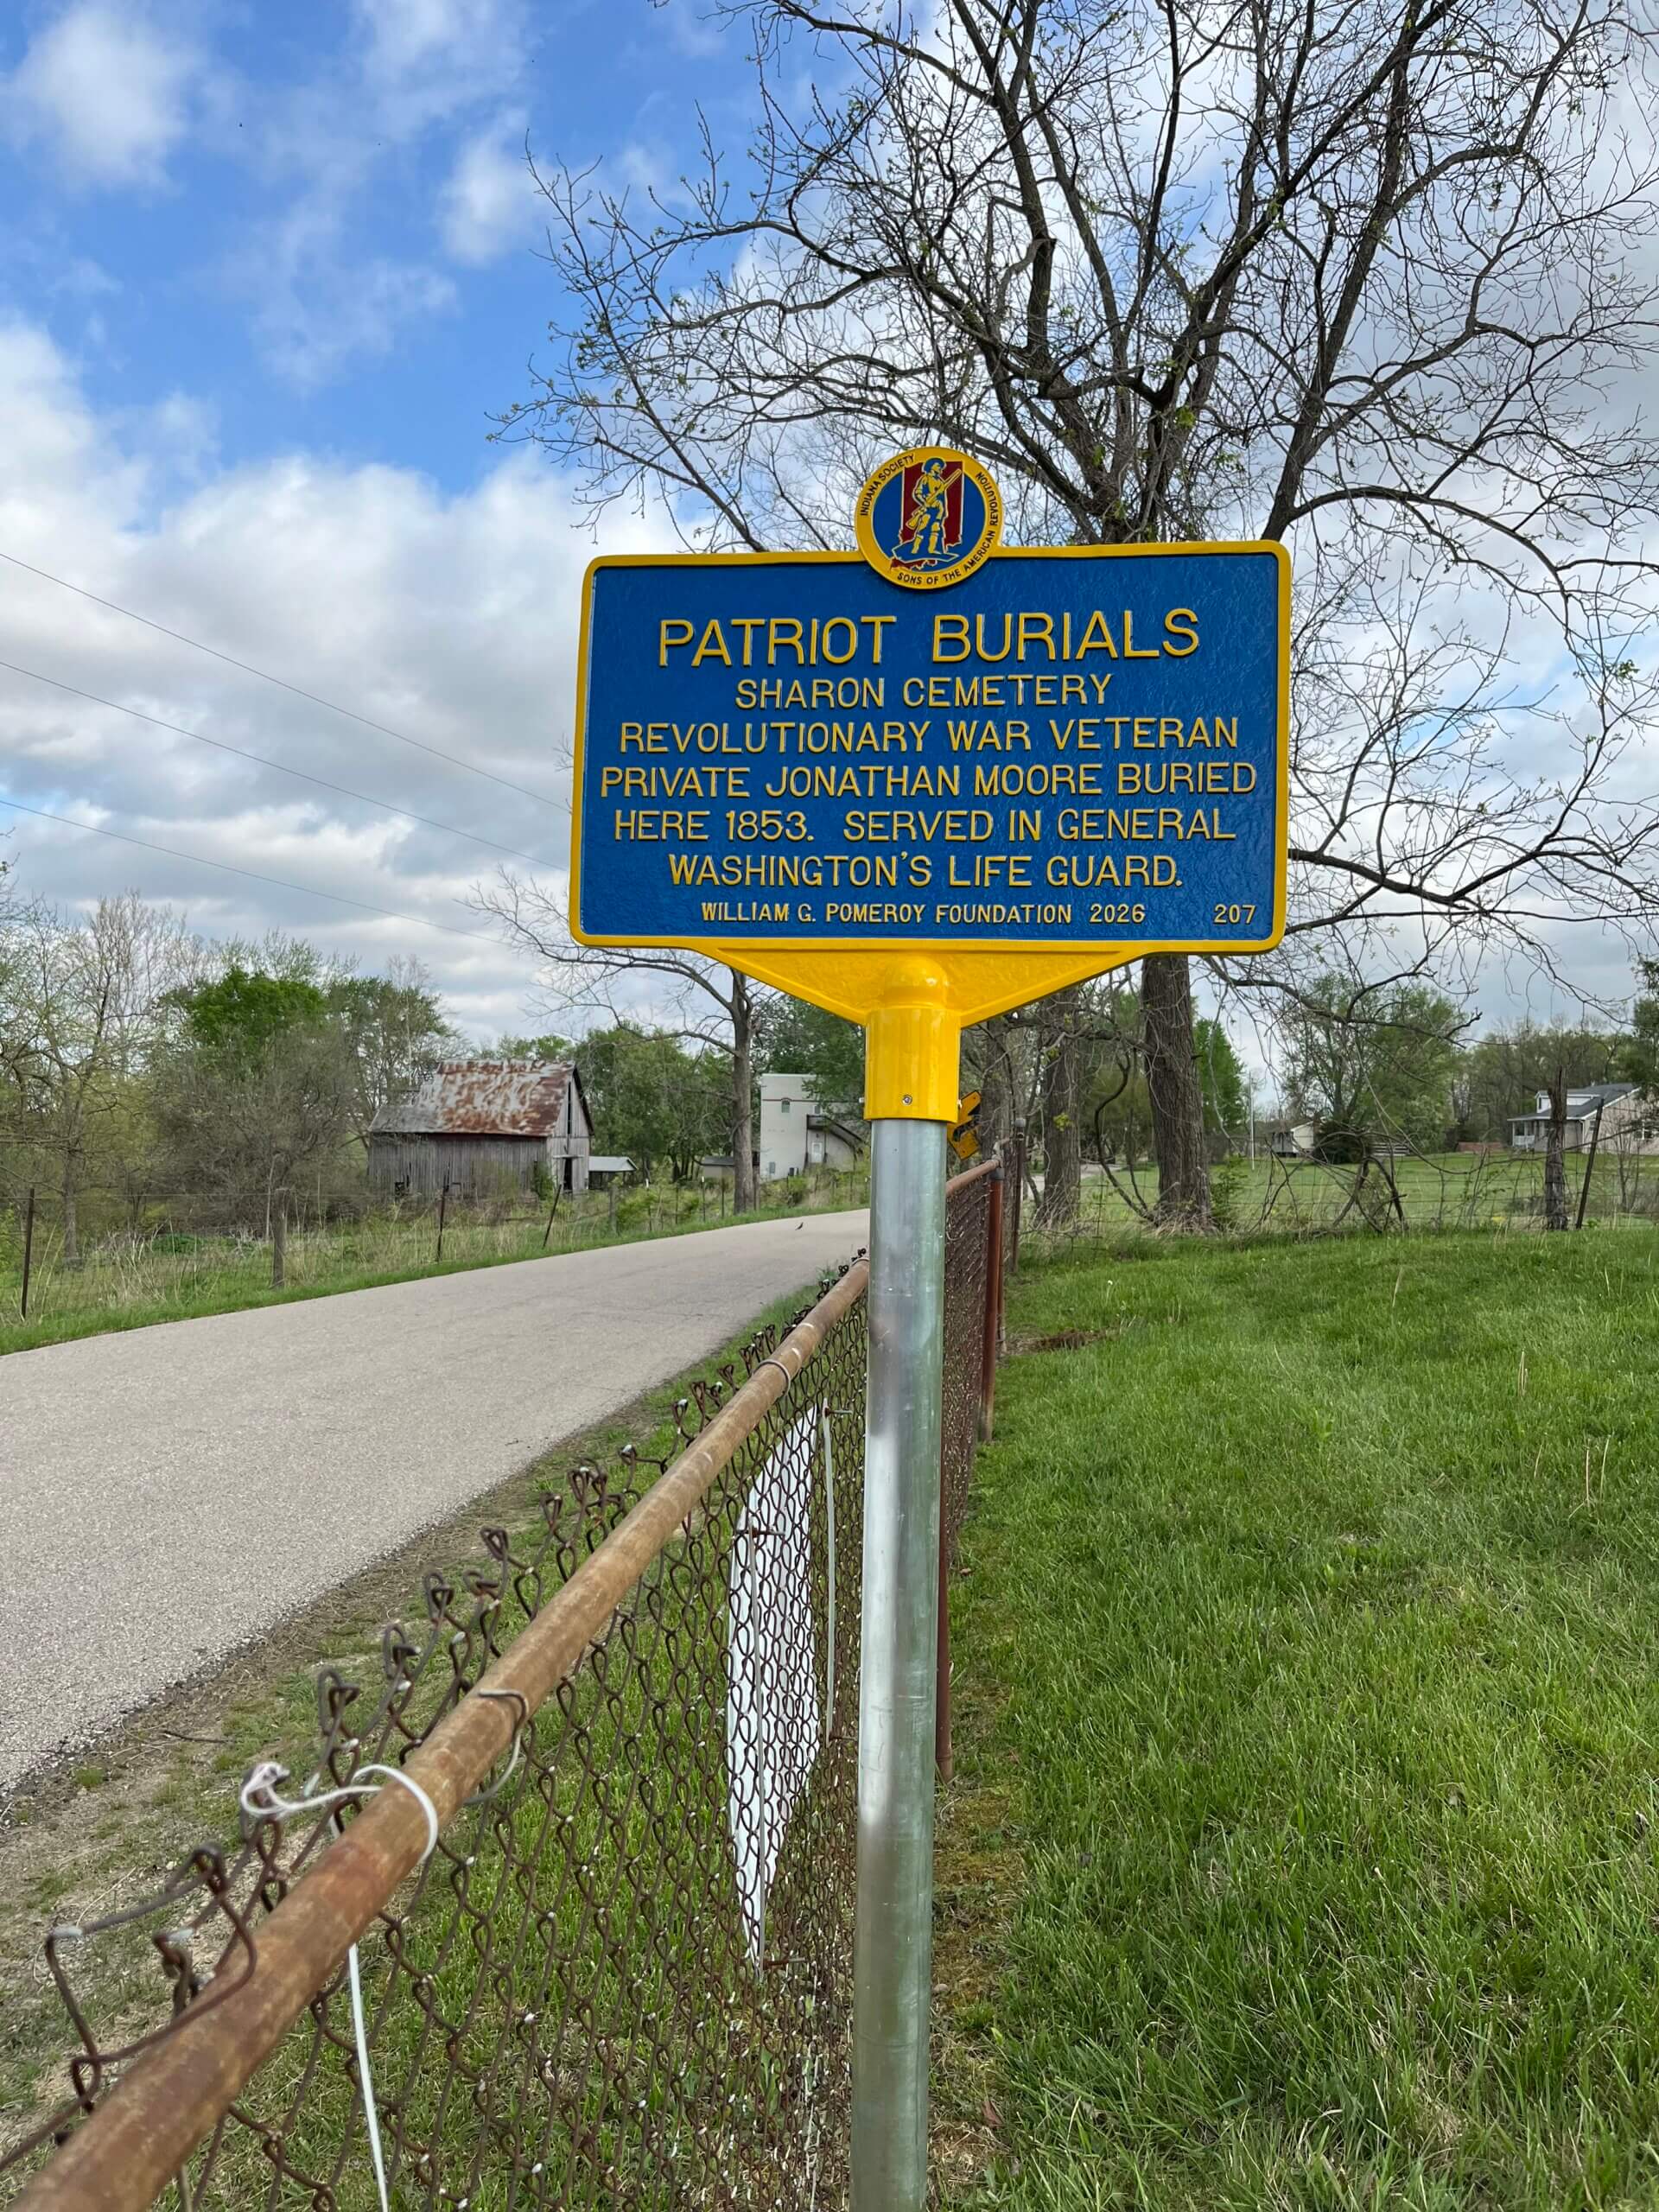 INDIANA SOCIETY
SONS OF THE AMERICAN REVOLUTION
PATRIOT BURIALS
SHARON CEMETERY
REVOLUTIONARY WAR VETERAN
PRIVATE JONATHAN MOORE BURIED
HERE 1853. SERVED IN GENERAL
WASHINGTON'S LIFE GUARD.
WILLIAM G. POMEROY FOUNDATION 2026 207